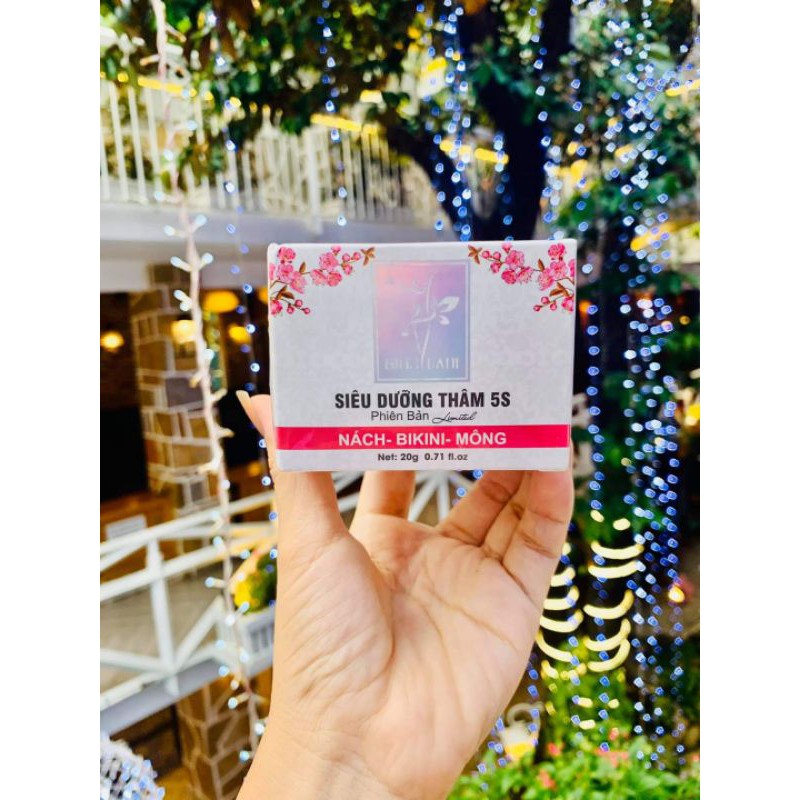 SIÊU DƯỠNG THÂM 5S
Phiên Bản Limited
NÁCH- BIKINI- MÔNG
Net: 20g 0.71 fl.oz